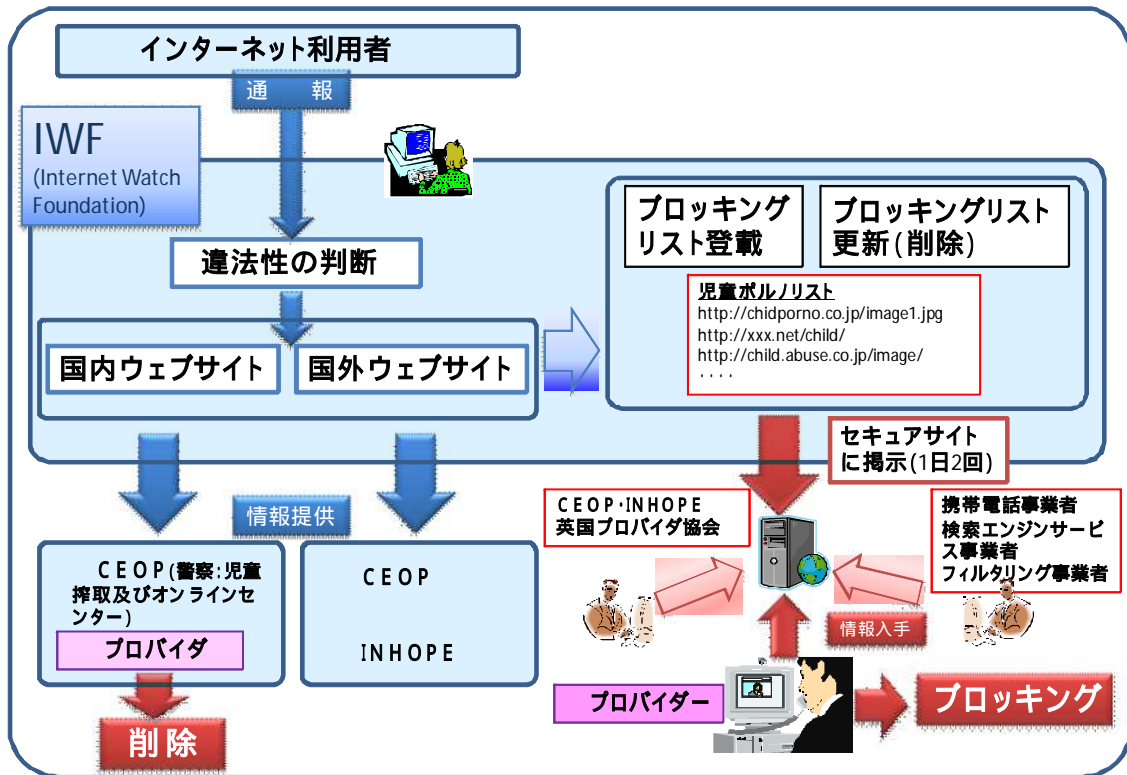 インターネット利用者
通　報
IWF
(Internet Watch
Foundation)
違法性の判断
国内ウェブサイト
国外ウェブサイト
ブロッキング
リスト登載
ブロッキングリスト
更新(削除)
児童ポルノリスト
http://chidporno.co.jp/image1.jpg
http://xxx.net/child/
http://child.abuse.co.jp/image/
．．．．
セキュアサイト
に掲示(1日2回)
情報提供
CEOP(警察:児童
搾取及びオンラインセ
ンター)
プロバイダ
削除
CEOP
INHOPE
CEOP・INHOPE
英国プロバイダ協会
携帯電話事業者
検索エンジンサービ
ス事業者
フィルタリング事業者
情報入手
プロバイダー
ブロッキング